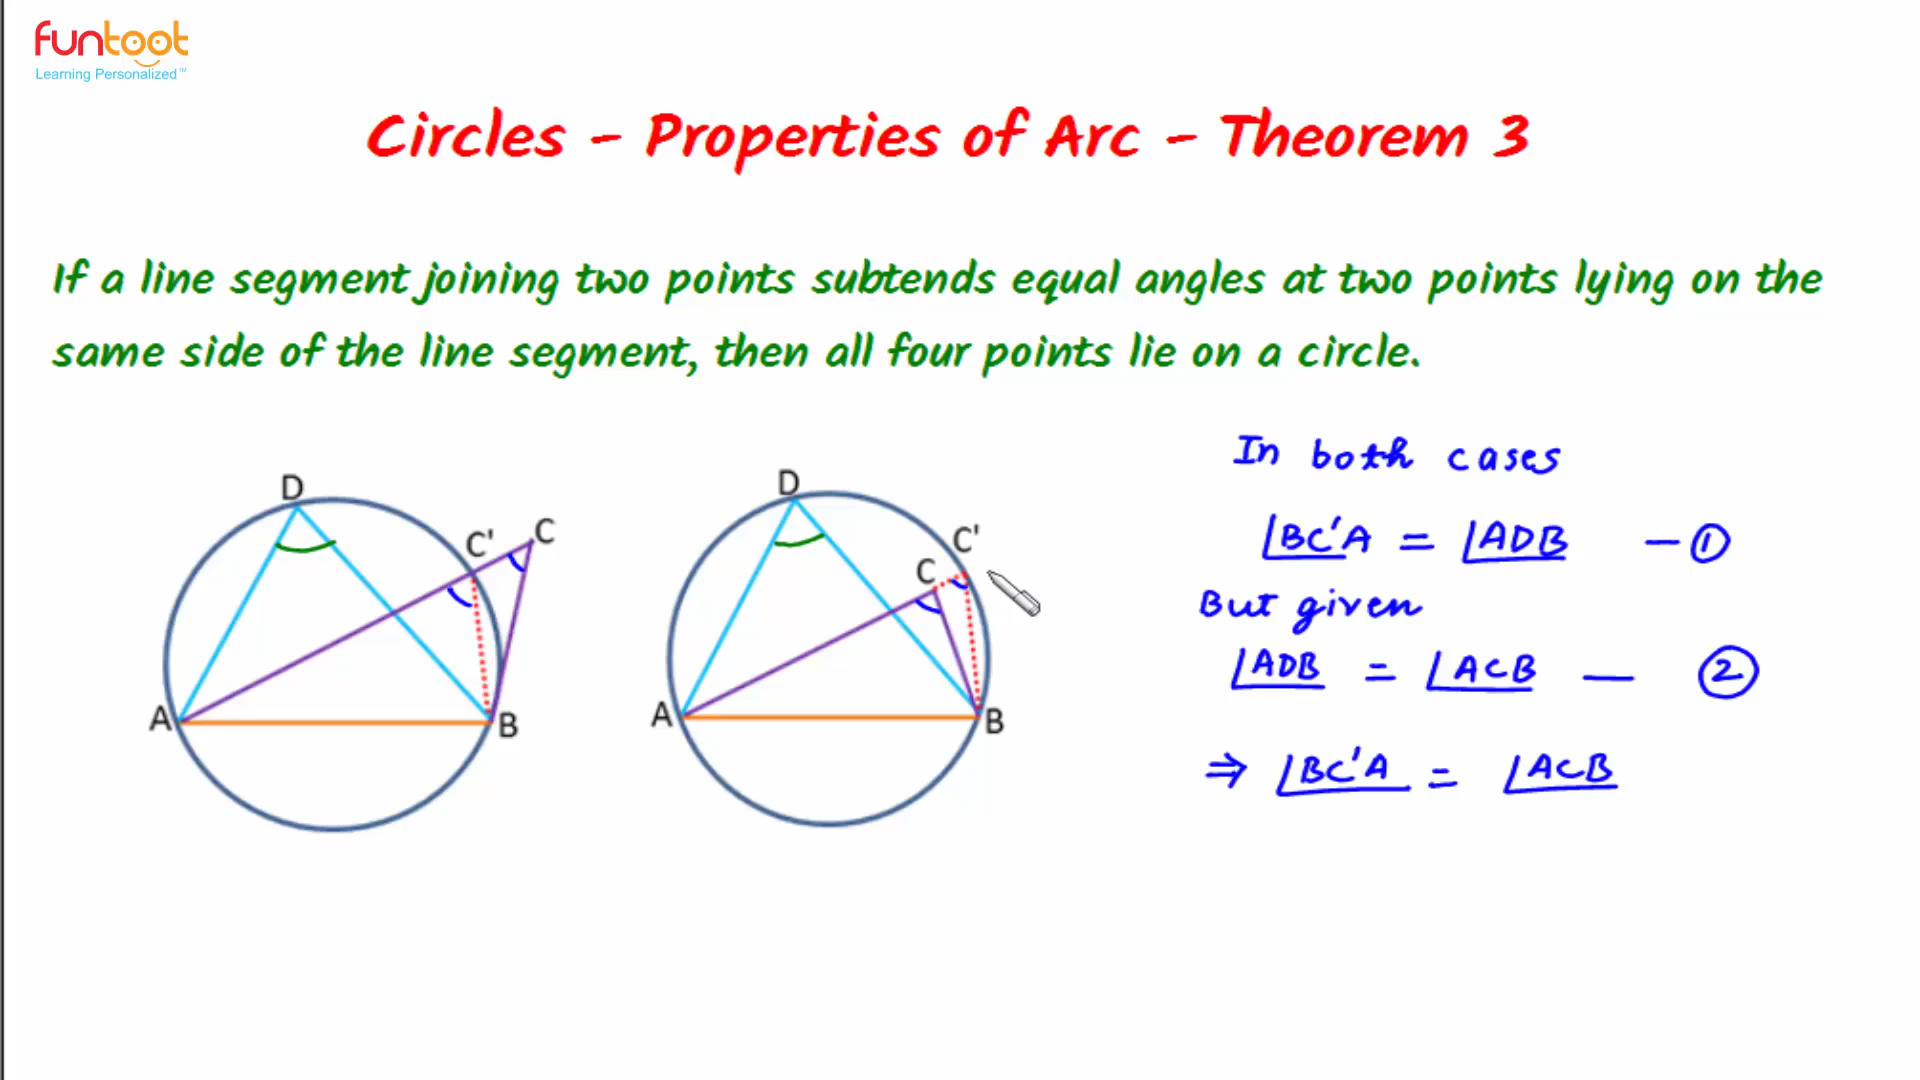 funtoot
Learning Personalized™
Circles - Properties of Arc - Theorem 3
If a line segment joining two points subtends equal angles at two points lying on the
same side of the line segment, then all four points lie on a circle.
D
C'
C
A
B
D
C'
C
A
B
In both cases
∠BC'A = ∠ADB — ①
But given
∠ADB = ∠ACB — ②
⇒ ∠BC'A = ∠ACB